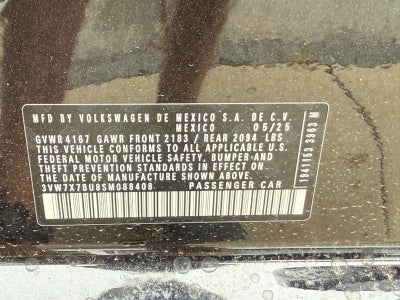 MFD BY VOLKSWAGEN DE MEXICO S.A. DE C.V.
MEXICO 05/25
GVWR 4167 GAWR FRONT 2183 / REAR 2094 LBS
THIS VEHICLE CONFORMS TO ALL APPLICABLE U.S.
FEDERAL MOTOR VEHICLE SAFETY, BUMPER-AND
THEFT PREVENTION STANDARDS IN EFFECT ON THE
DATE OF MANUFACTURE SHOWN ABOVE.
3VW7X7BU8SM088408 PASSENGER CAR
1941153 3963 M